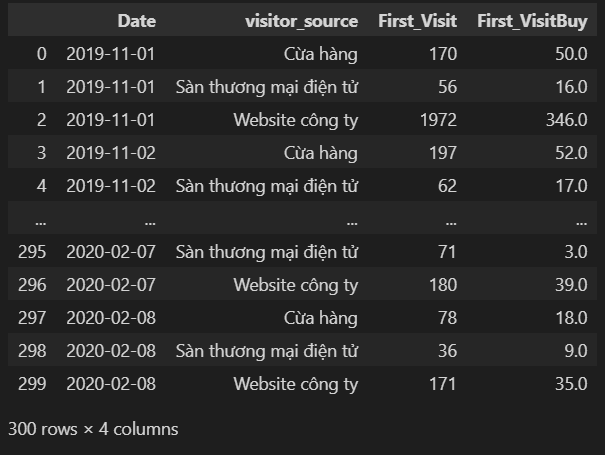 Date visitor_source First_Visit First_VisitBuy
0 2019-11-01 Cửa hàng 170 50.0
1 2019-11-01 Sàn thương mại điện tử 56 16.0
2 2019-11-01 Website công ty 1972 346.0
3 2019-11-02 Cửa hàng 197 52.0
4 2019-11-02 Sàn thương mại điện tử 62 17.0
... ... ... ... ...
295 2020-02-07 Sàn thương mại điện tử 71 3.0
296 2020-02-07 Website công ty 180 39.0
297 2020-02-08 Cửa hàng 78 18.0
298 2020-02-08 Sàn thương mại điện tử 36 9.0
299 2020-02-08 Website công ty 171 35.0
300 rows × 4 columns